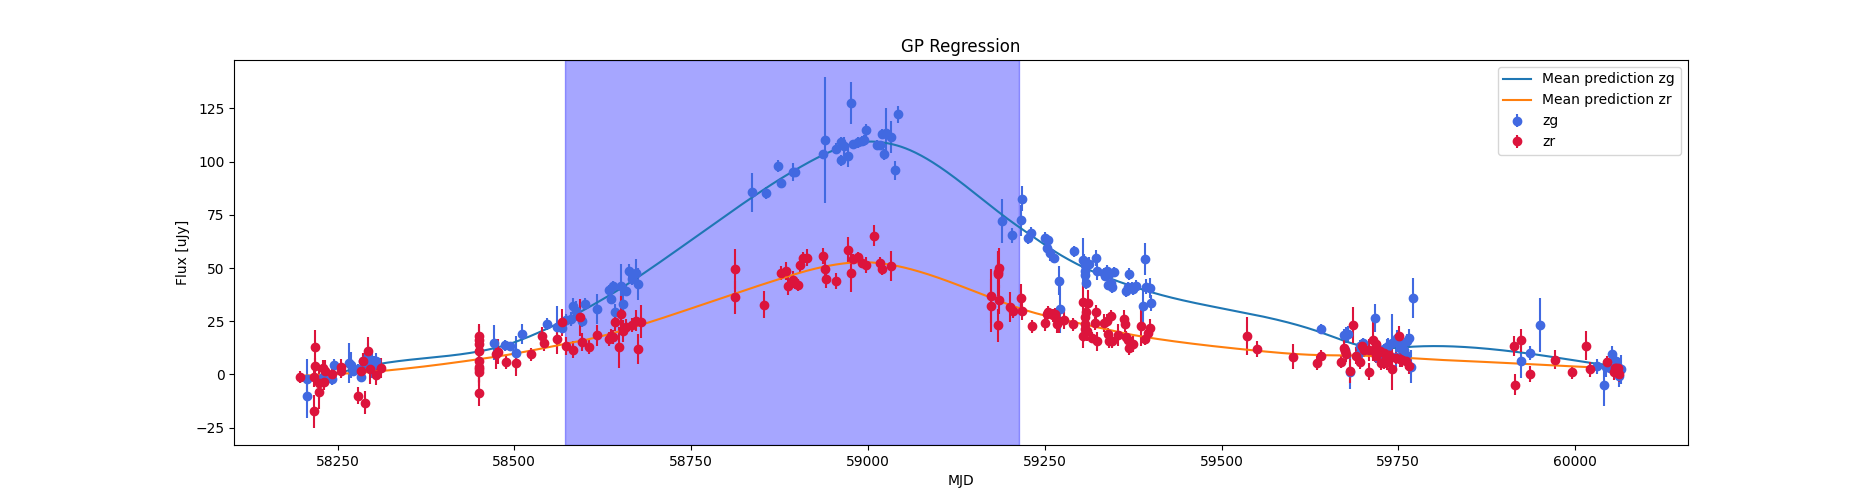 GP Regression
Flux [uJy]
125
100
75
50
25
0
−25
58250
58500
58750
59000
59250
59500
59750
60000
MJD
Mean prediction zg
Mean prediction zr
zg
zr